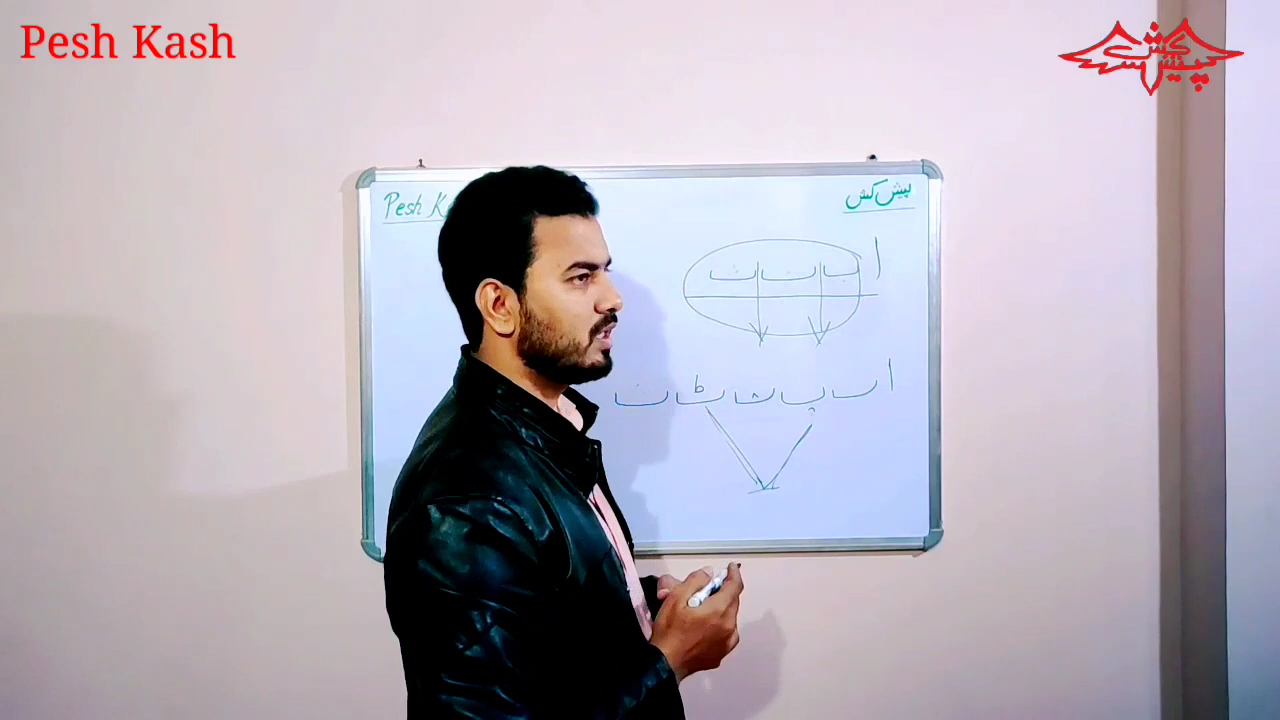 Pesh Kash
پیش کش
Pesh K
پیش کش
ا ب ت ث
ا ب پ ث ٹ ت